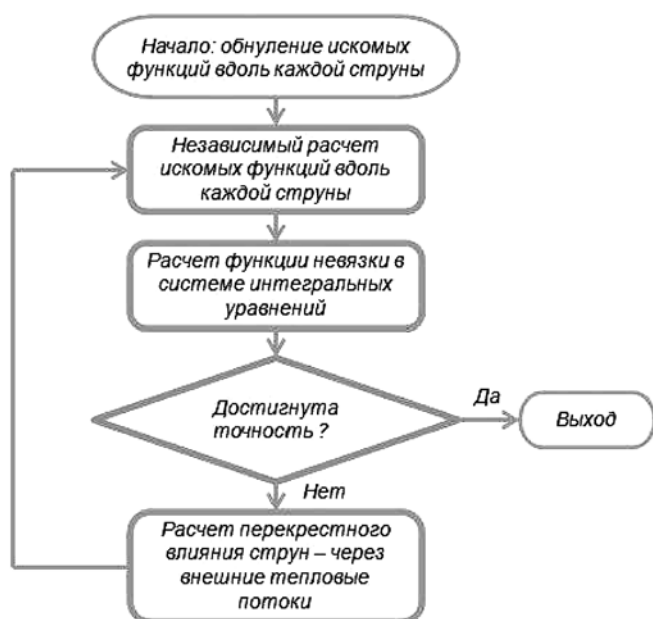 Начало: обнуление искомых
функций вдоль каждой струны
Независимый расчет
искомых функций вдоль
каждой струны
Расчет функции невязки в
системе интегральных
уравнений
Достигнута
точность ?
Да
Выход
Нет
Расчет перекрестного
влияния струн – через
внешние тепловые
потоки